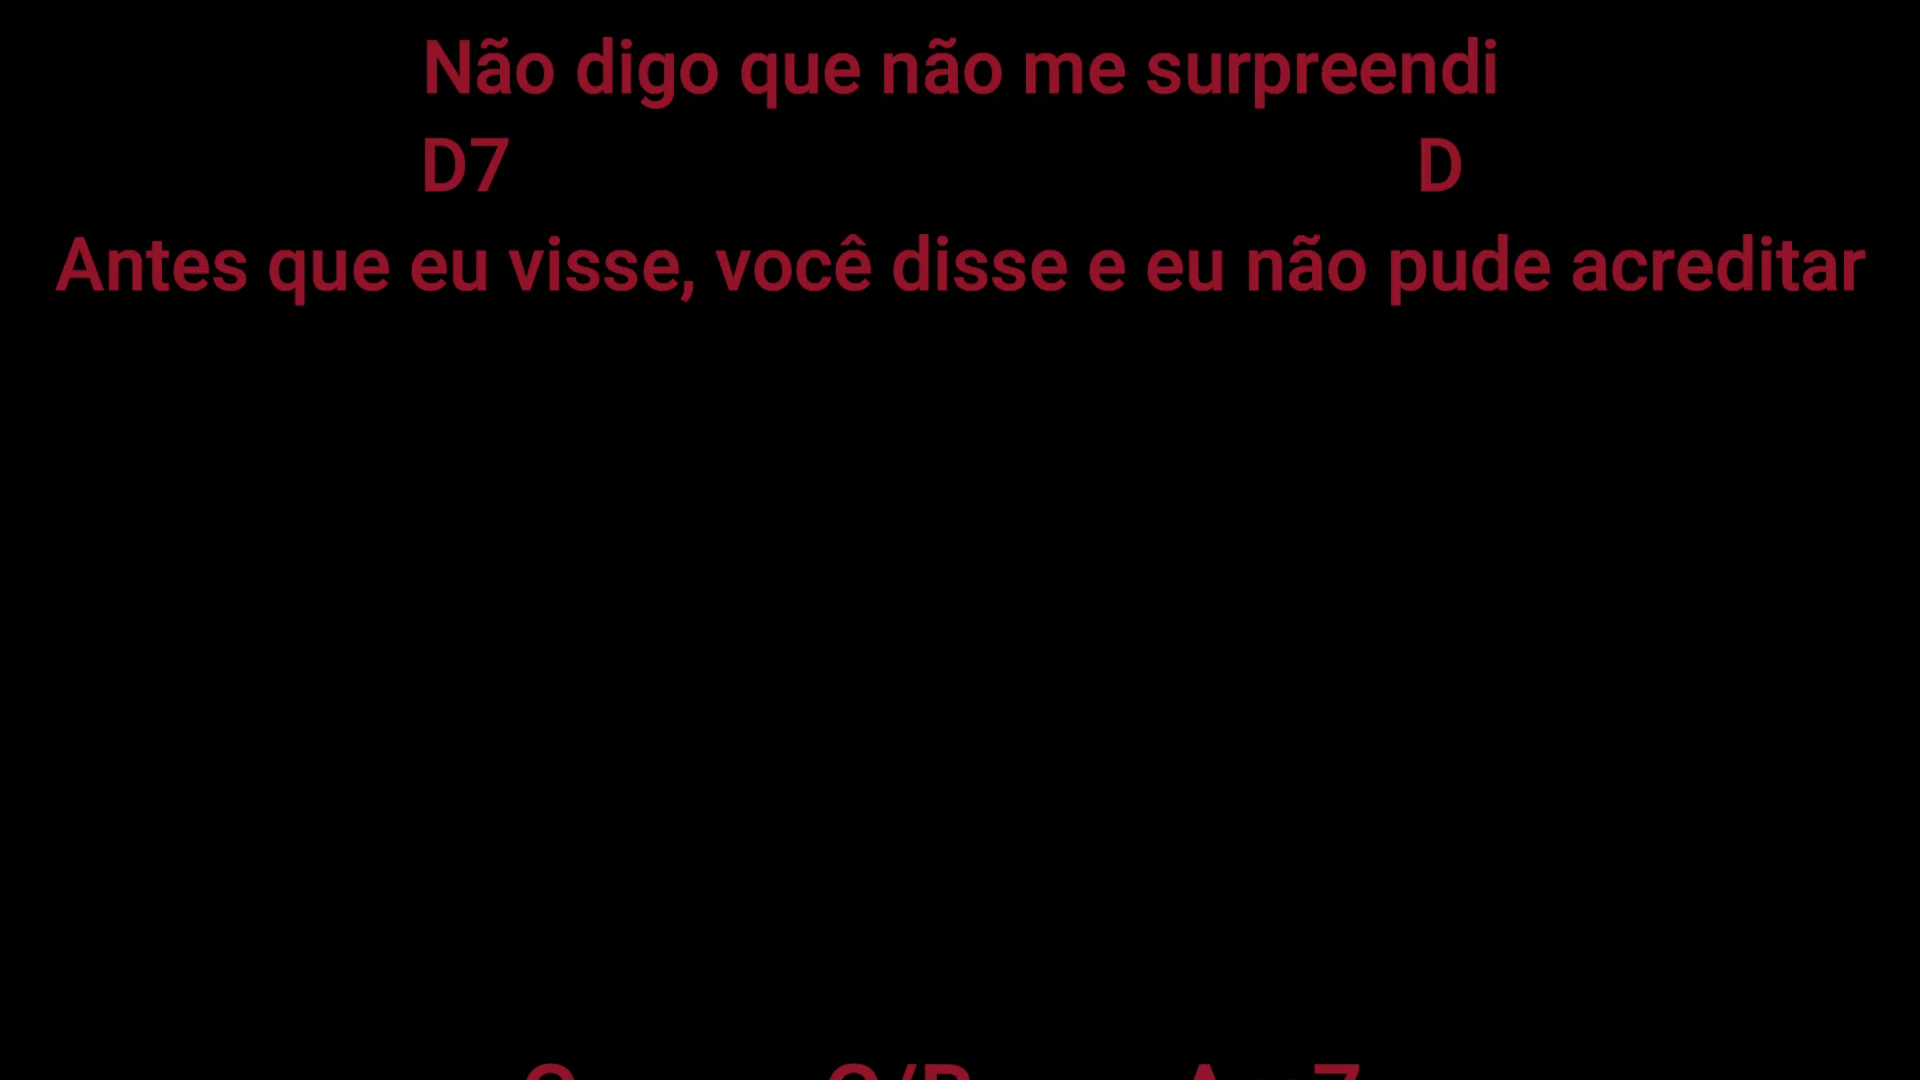 Não digo que não me surpreendi
D7 D
Antes que eu visse, você disse e eu não pude acreditar